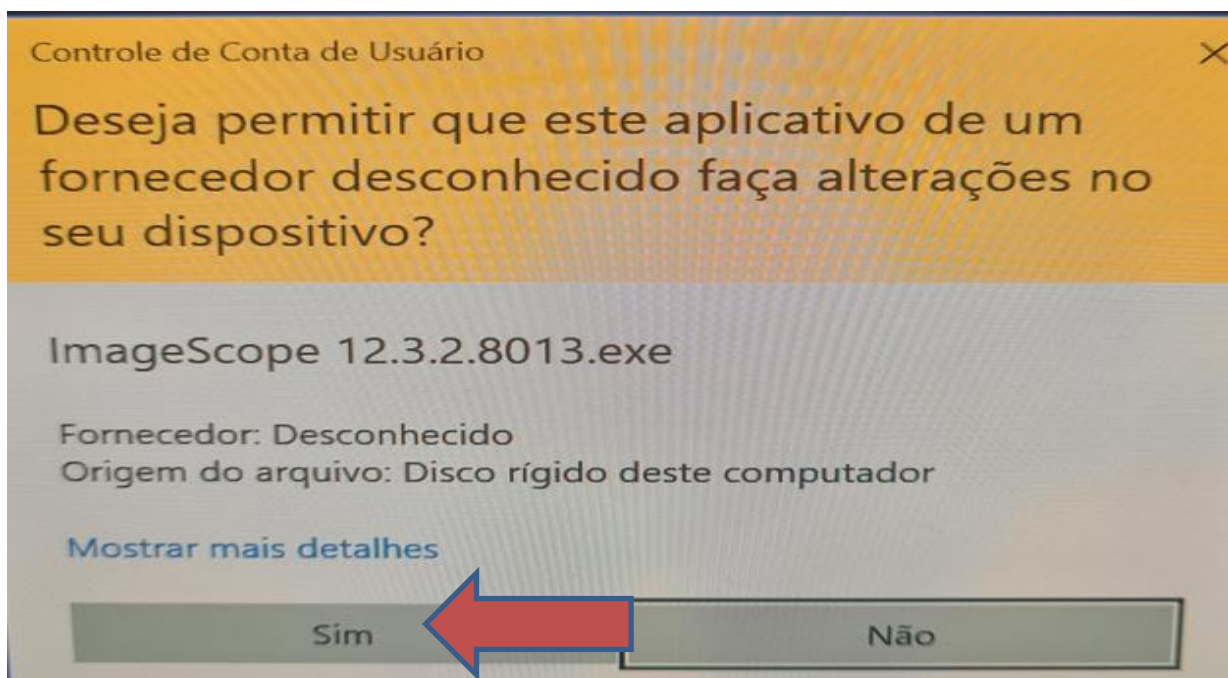 Controle de Conta de Usuário
Deseja permitir que este aplicativo de um
fornecedor desconhecido faça alterações no
seu dispositivo?
ImageScope 12.3.2.8013.exe
Fornecedor: Desconhecido
Origem do arquivo: Disco rígido deste computador
Mostrar mais detalhes
Sim
Não